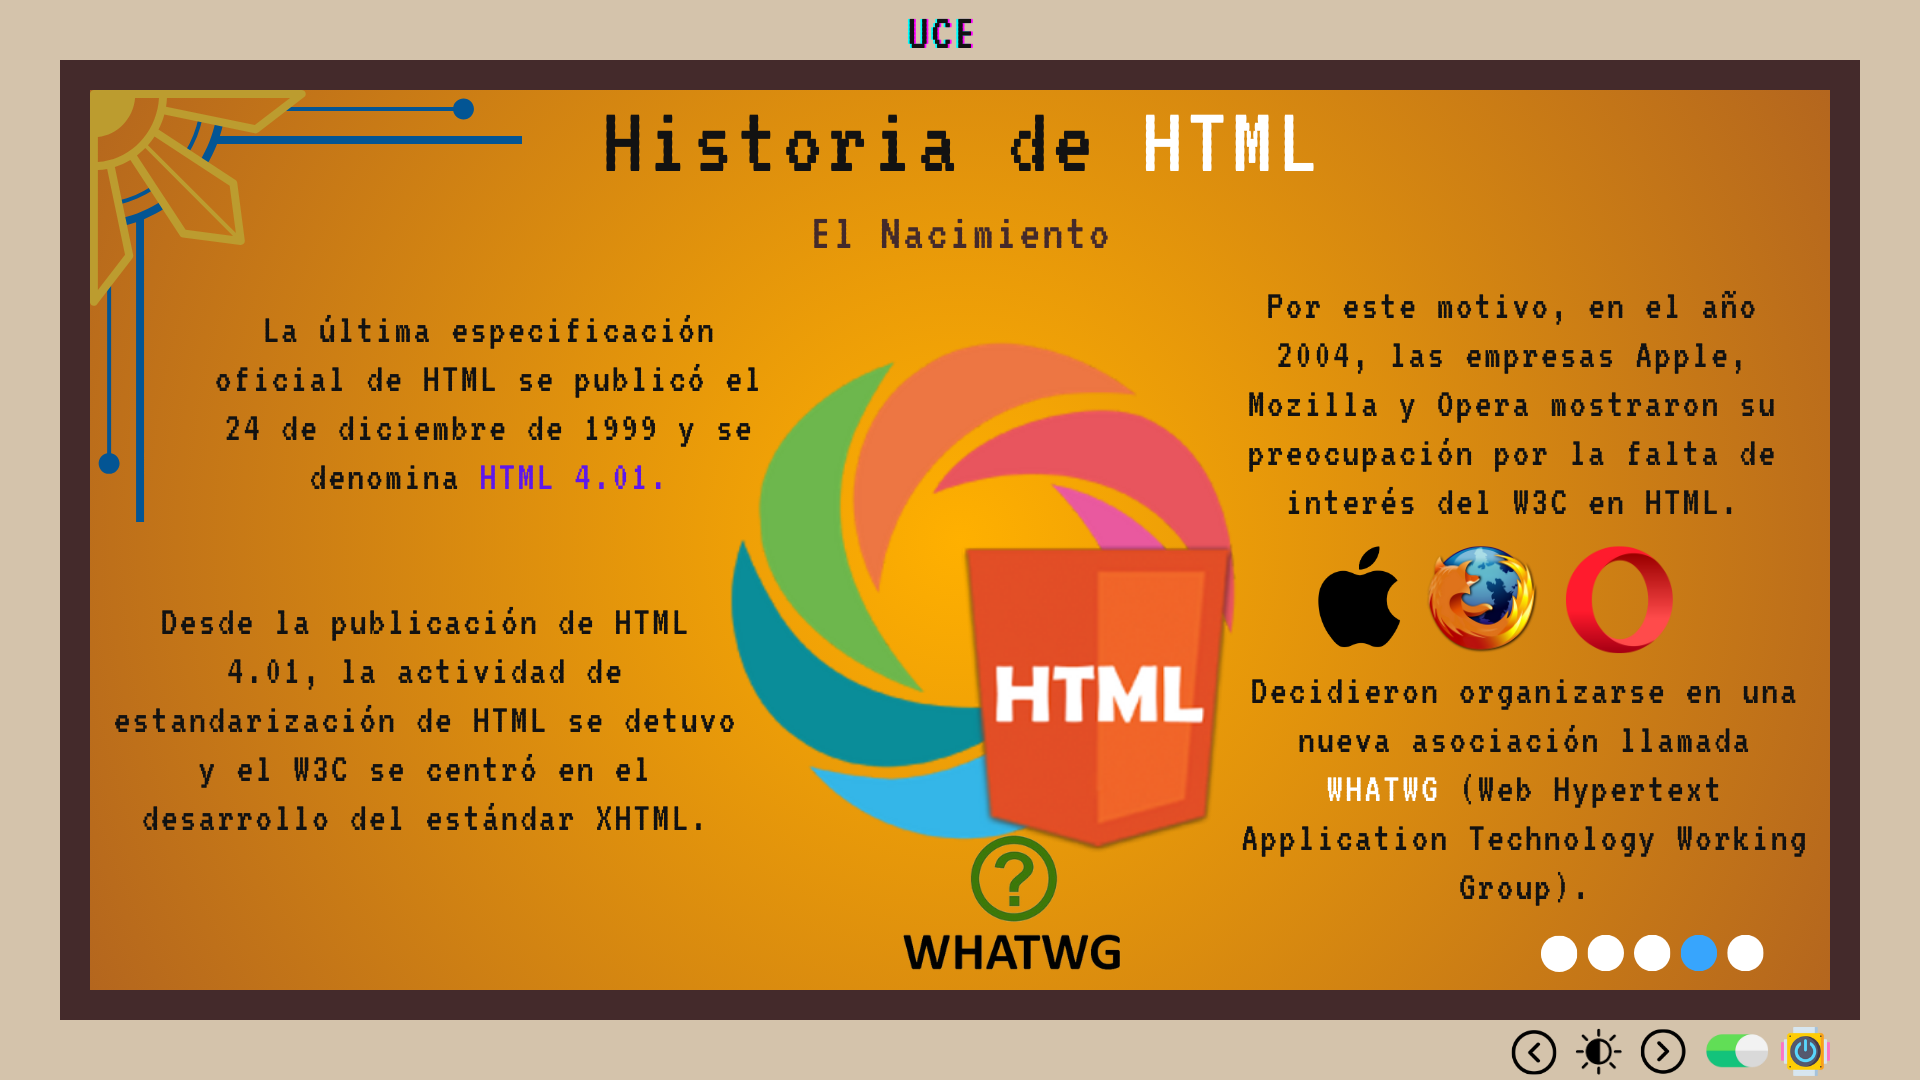 UCE
Historia de HTML
El Nacimiento
La última especificación
oficial de HTML se publicó el
24 de diciembre de 1999 y se
denomina HTML 4.01.
Desde la publicación de HTML
4.01, la actividad de
estandarización de HTML se detuvo
y el W3C se centró en el
desarrollo del estándar XHTML.
HTML
?
WHATWG
Por este motivo, en el año
2004, las empresas Apple,
Mozilla y Opera mostraron su
preocupación por la falta de
interés del W3C en HTML.
Decidieron organizarse en una
nueva asociación llamada
WHATWG (Web Hypertext
Application Technology Working
Group).